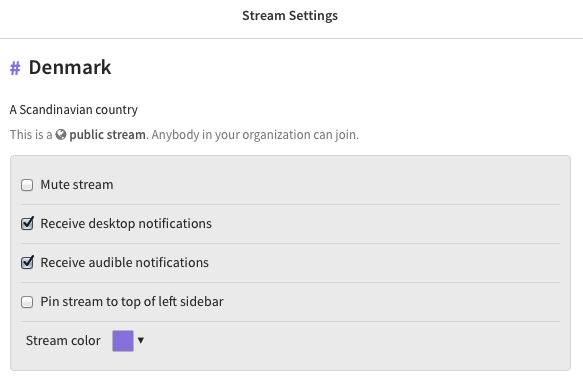 Stream Settings
# Denmark
A Scandinavian country
This is a public stream. Anybody in your organization can join.
Mute stream
Receive desktop notifications
Receive audible notifications
Pin stream to top of left sidebar
Stream color